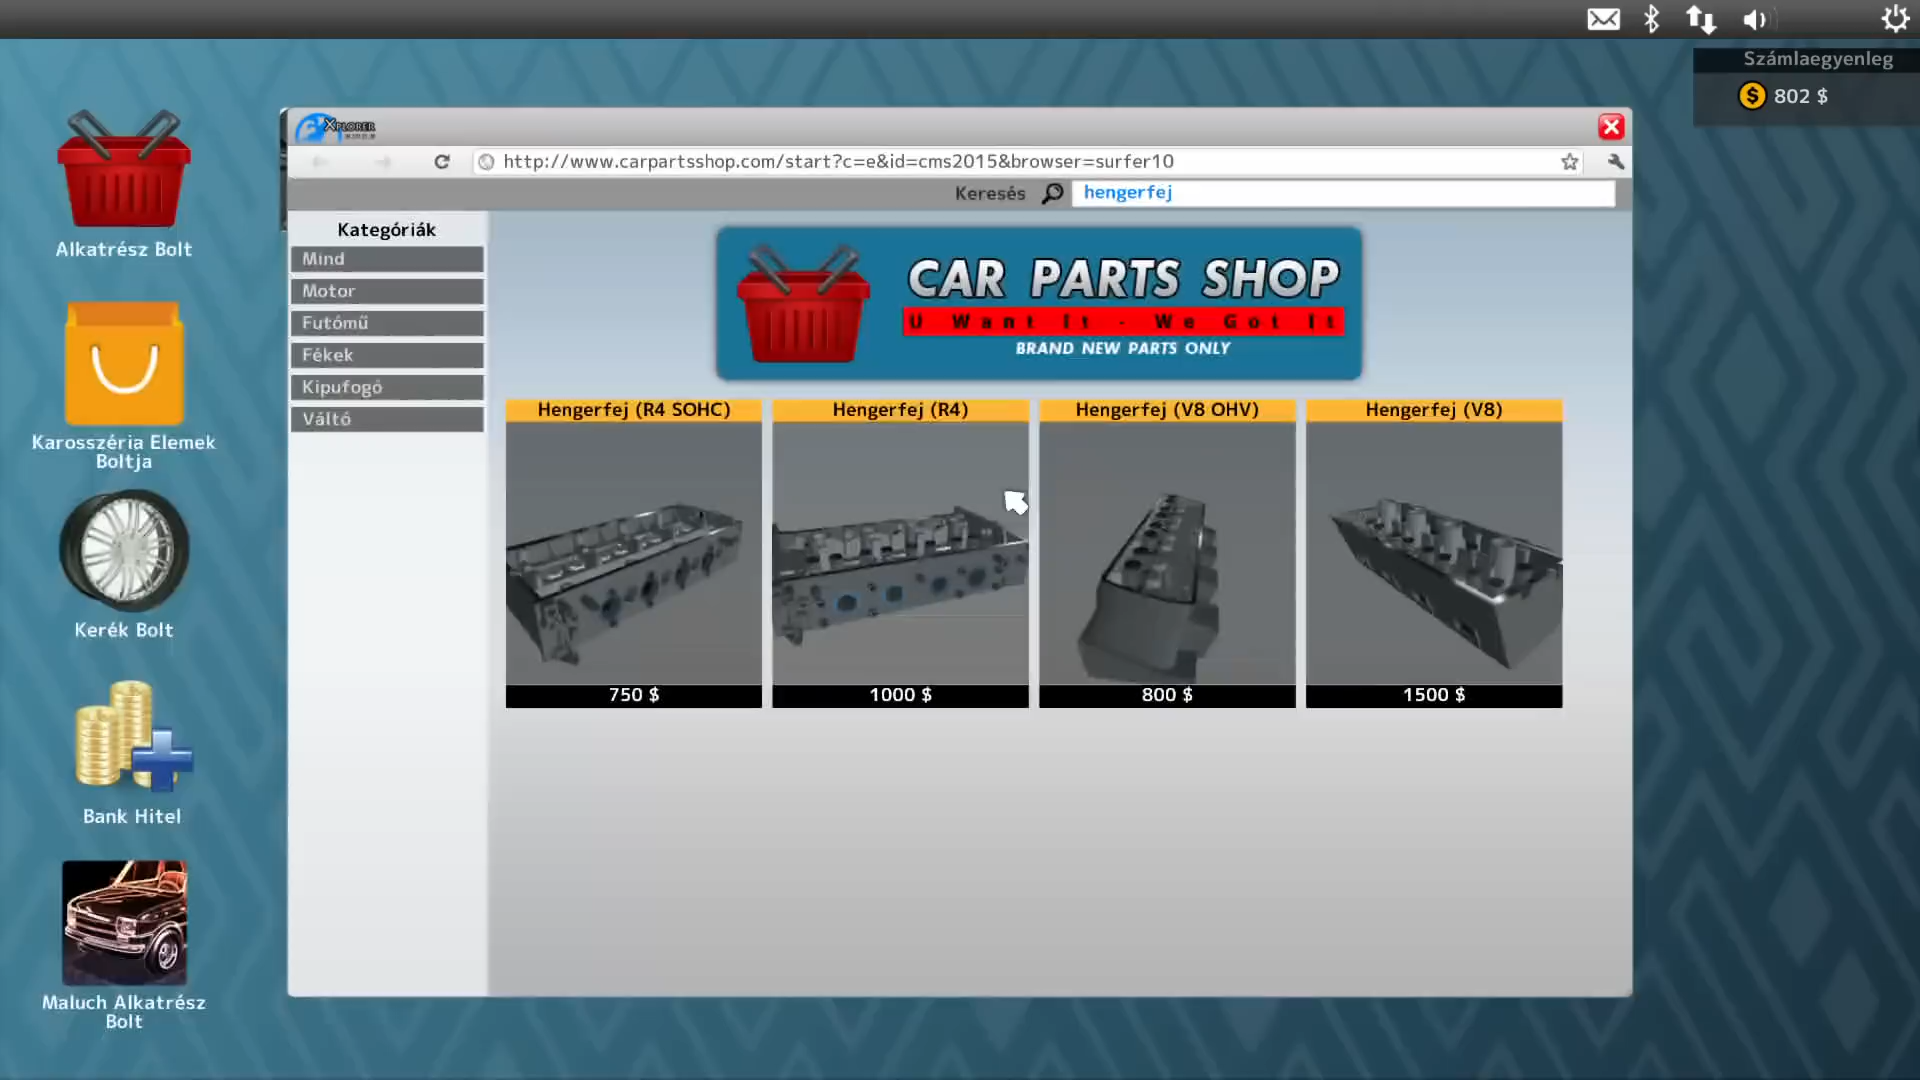 Számlaegyenleg
802 $
Alkatrész Bolt
Karosszéria Elemek
Boltja
Kerék Bolt
Bank Hitel
Maluch Alkatrész
Bolt
XPLORER
http://www.carpartsshop.com/start?c=e&id=cms2015&browser=surfer10
Keresés
hengerfej
Kategóriák
Mind
Motor
Futómű
Fékek
Kipufogó
Váltó
CAR PARTS SHOP
U Want It - We Got It
BRAND NEW PARTS ONLY
Hengerfej (R4 SOHC)
750 $
Hengerfej (R4)
1000 $
Hengerfej (V8 OHV)
800 $
Hengerfej (V8)
1500 $